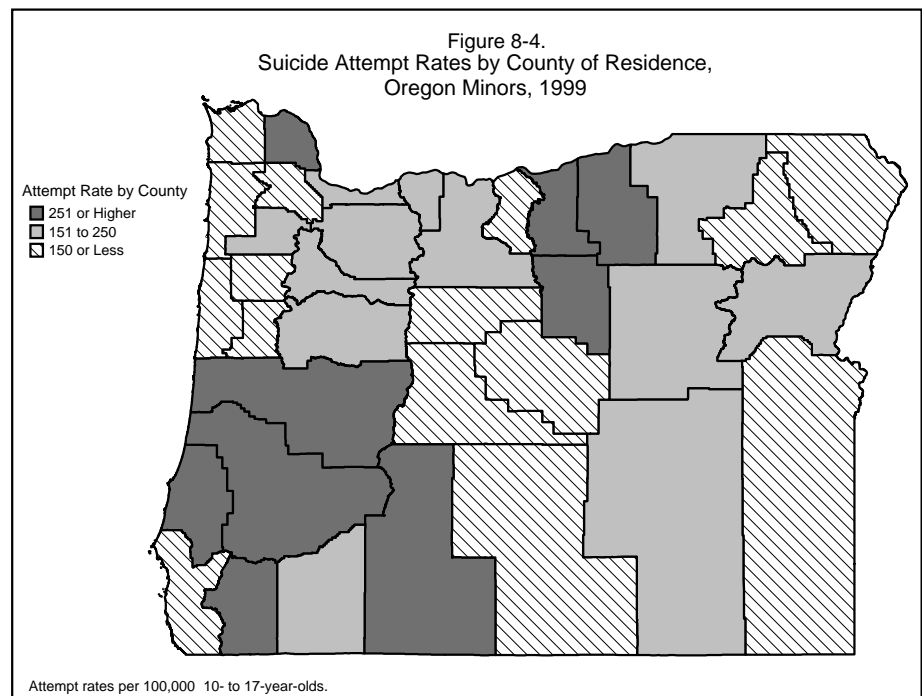 Figure 8-4.
Suicide Attempt Rates by County of Residence,
Oregon Minors, 1999
Attempt Rate by County
251 or Higher
151 to 250
150 or Less
Attempt rates per 100,000 10- to 17-year-olds.